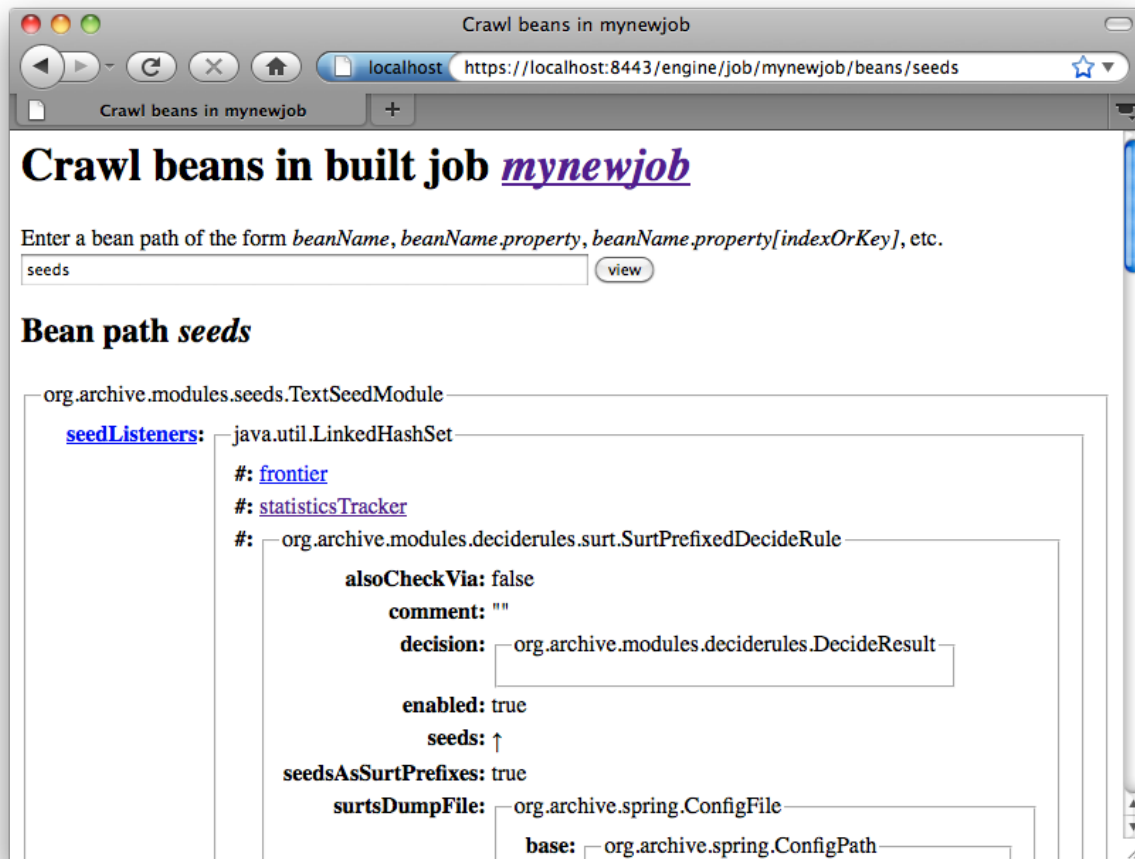 Crawl beans in mynewjob
localhost https://localhost:8443/engine/job/mynewjob/beans/seeds
Crawl beans in mynewjob +
Crawl beans in built job mynewjob
Enter a bean path of the form beanName, beanName.property, beanName.property[indexOrKey], etc.
seeds view
Bean path seeds
org.archive.modules.seeds.TextSeedModule
seedListeners: java.util.LinkedHashSet
#: frontier
#: statisticsTracker
#: org.archive.modules.deciderules.surt.SurtPrefixedDecideRule
alsoCheckVia: false
comment: ""
decision: org.archive.modules.deciderules.DecideResult
enabled: true
seeds: ↑
seedsAsSurtPrefixes: true
surtsDumpFile: org.archive.spring.ConfigFile
base: org.archive.spring.ConfigPath